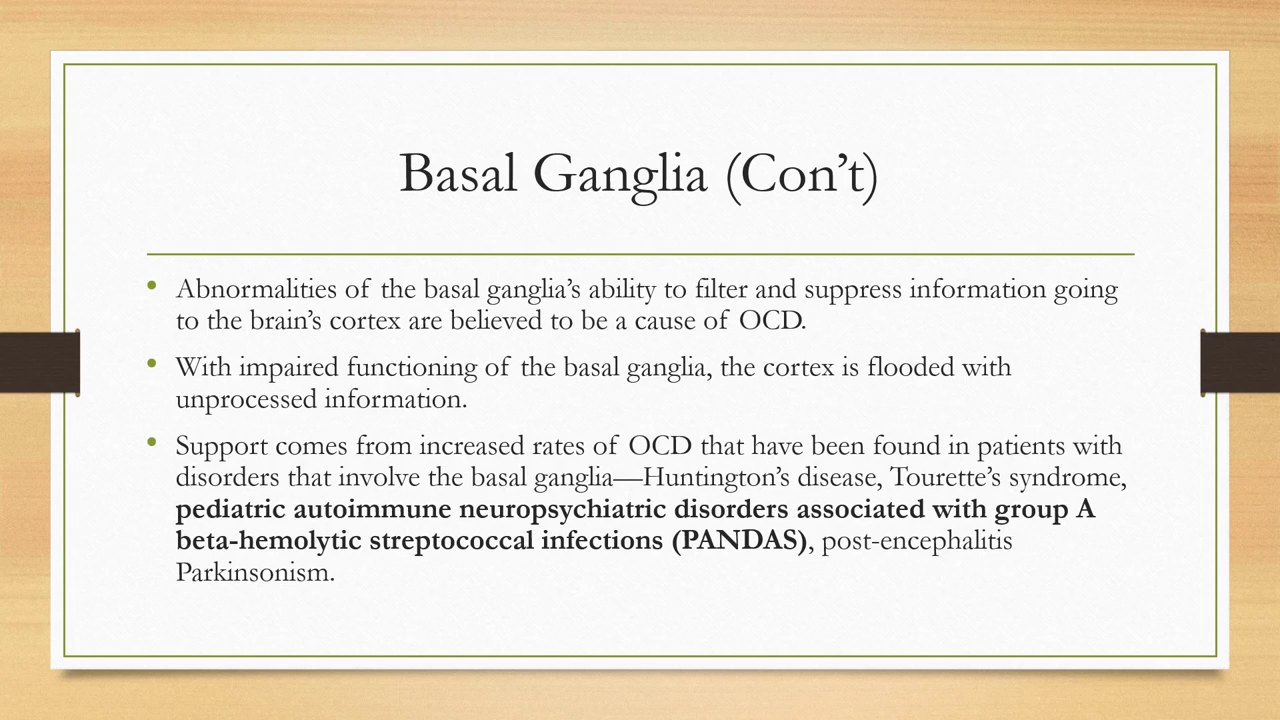 Basal Ganglia (Con’t)
• Abnormalities of the basal ganglia’s ability to filter and suppress information going
to the brain’s cortex are believed to be a cause of OCD.
• With impaired functioning of the basal ganglia, the cortex is flooded with
unprocessed information.
• Support comes from increased rates of OCD that have been found in patients with
disorders that involve the basal ganglia—Huntington’s disease, Tourette’s syndrome,
pediatric autoimmune neuropsychiatric disorders associated with group A
beta-hemolytic streptococcal infections (PANDAS), post-encephalitis
Parkinsonism.